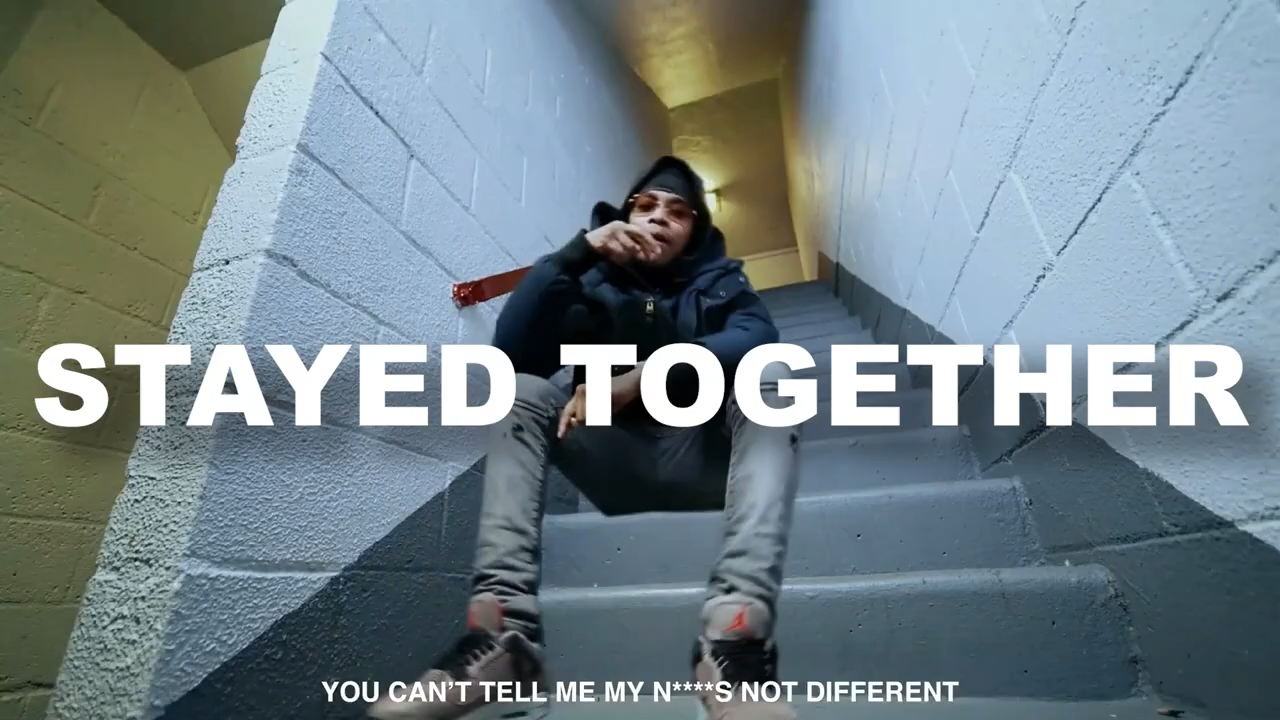 STAYED TOGETHER
YOU CAN’T TELL ME MY N****S NOT DIFFERENT